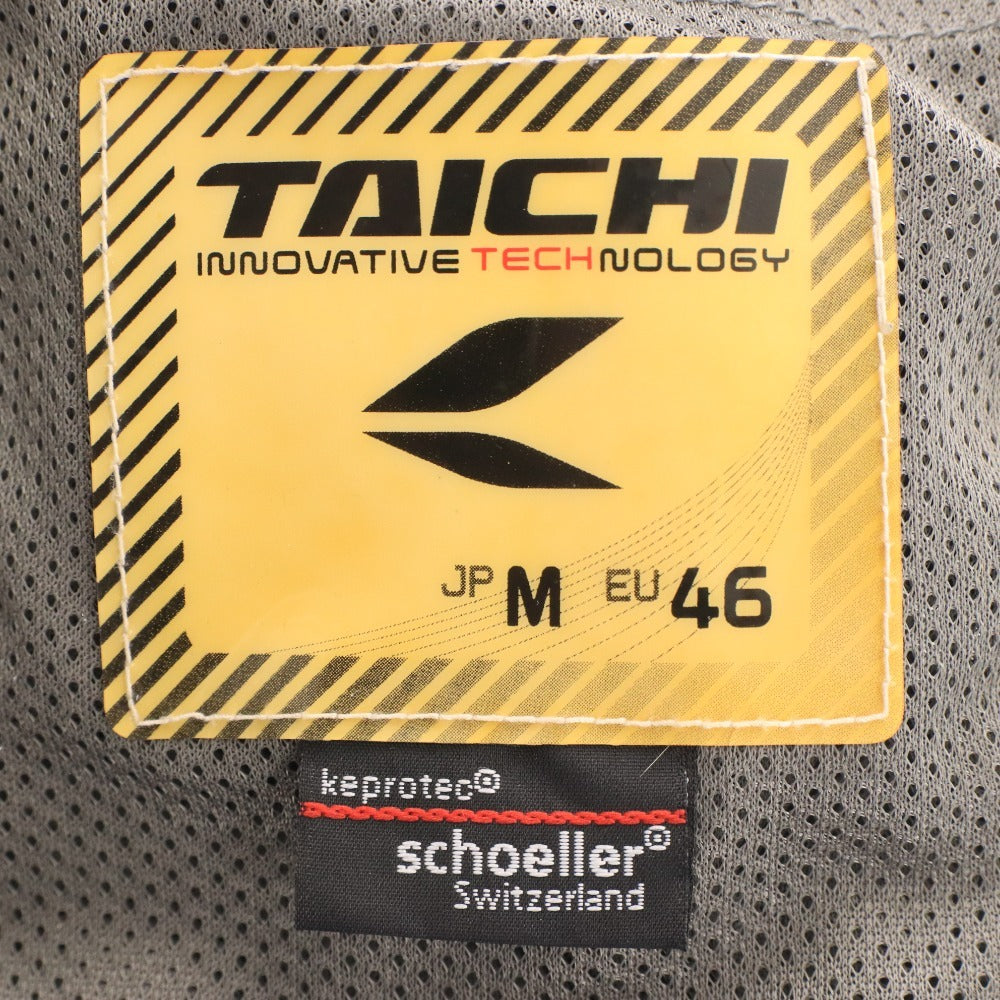 TAICHI
INNOVATIVE TECHNOLOGY
JP M EU 46
keprotec®
schoeller®
Switzerland